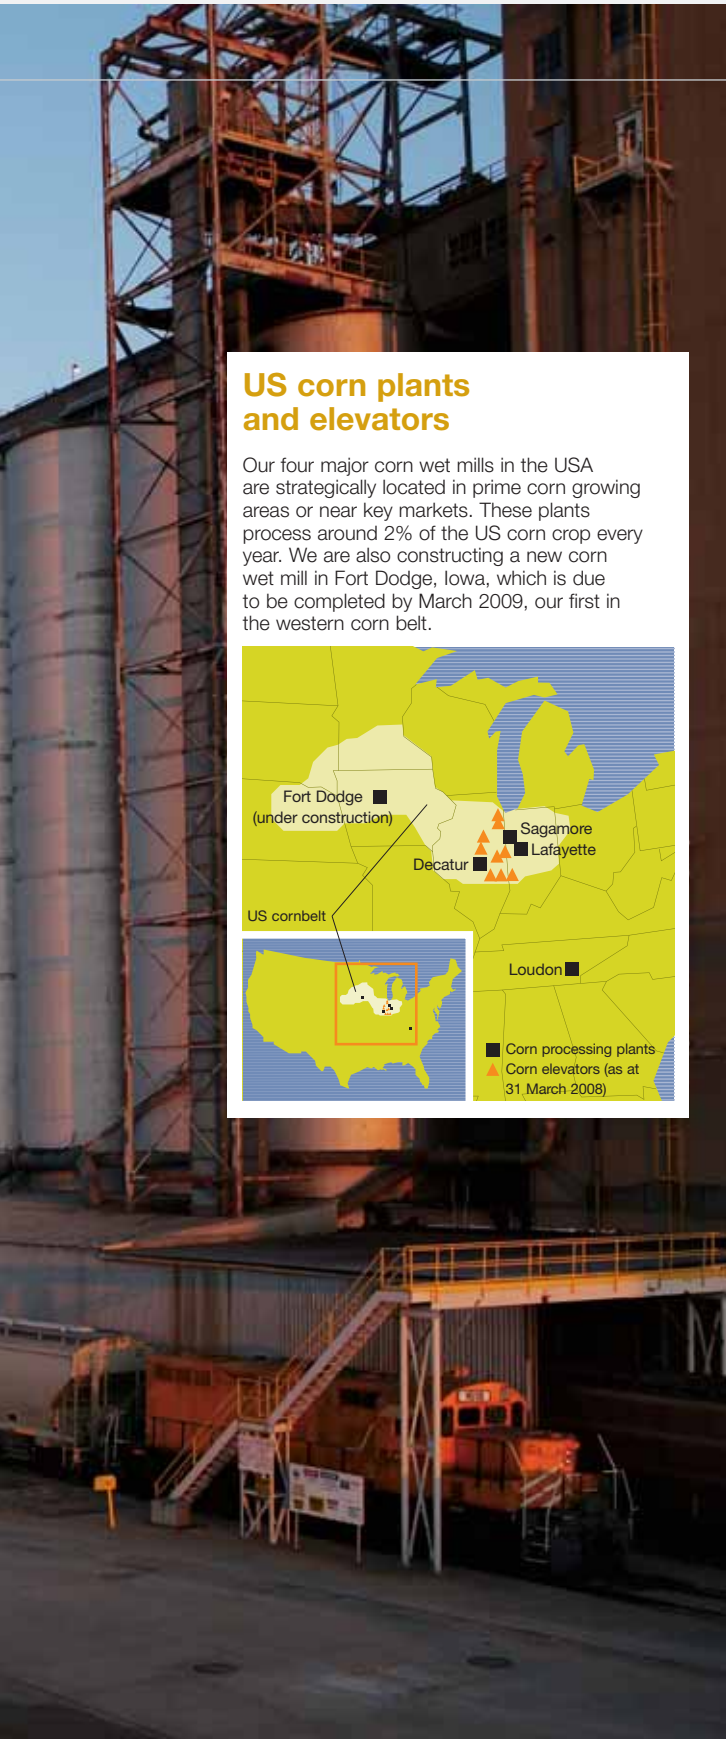 US corn plants
and elevators
Our four major corn wet mills in the USA
are strategically located in prime corn growing
areas or near key markets. These plants
process around 2% of the US corn crop every
year. We are also constructing a new corn
wet mill in Fort Dodge, Iowa, which is due
to be completed by March 2009, our first in
the western corn belt.
Fort Dodge
(under construction)
Sagamore
Lafayette
Decatur
US cornbelt
Loudon
Corn processing plants
Corn elevators (as at
31 March 2008)